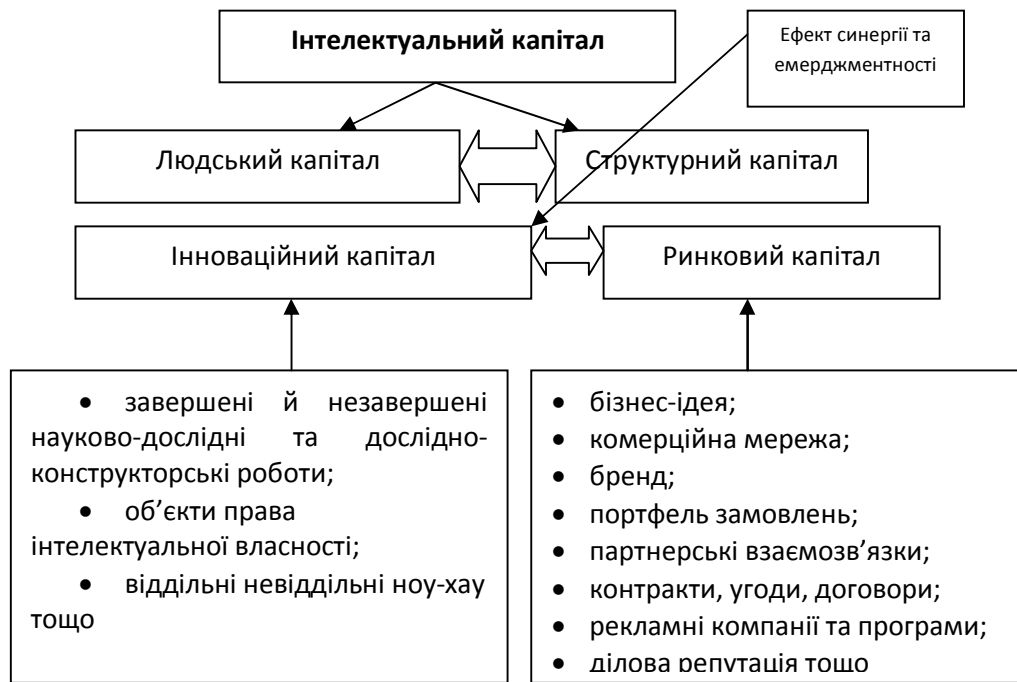 Інтелектуальний капітал
Ефект синергії та
емерджментності
Людський капітал
Структурний капітал
Інноваційний капітал
Ринковий капітал
• завершені й незавершені
науково-дослідні та дослідно-
конструкторські роботи;
• об’єкти права
інтелектуальної власності;
• віддільні невіддільні ноу-хау
тощо
• бізнес-ідея;
• комерційна мережа;
• бренд;
• портфель замовлень;
• партнерські взаємозв’язки;
• контракти, угоди, договори;
• рекламні компанії та програми;
• ділова репутація тощо